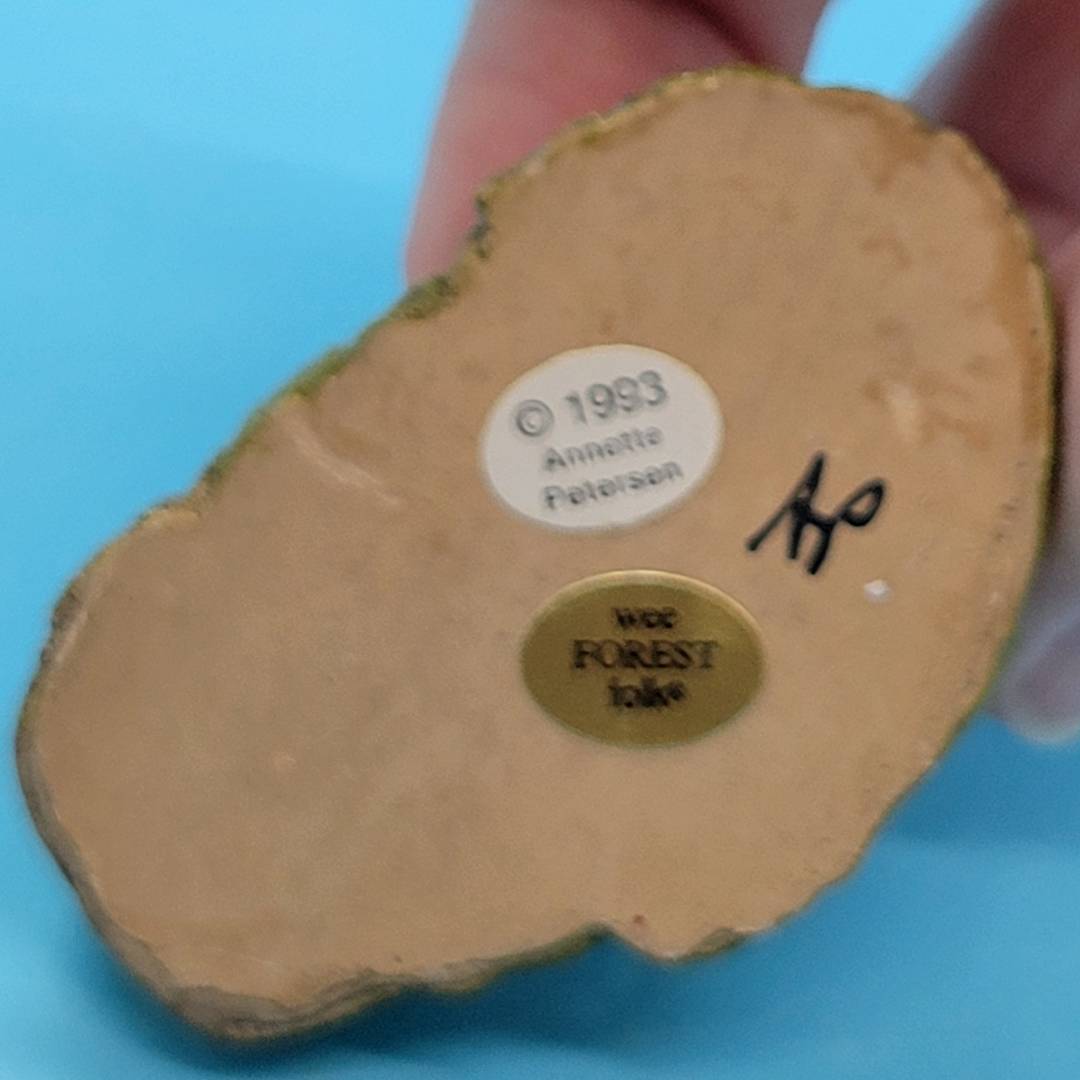 © 1993
Annette
Petersen
wee
FOREST
folk®